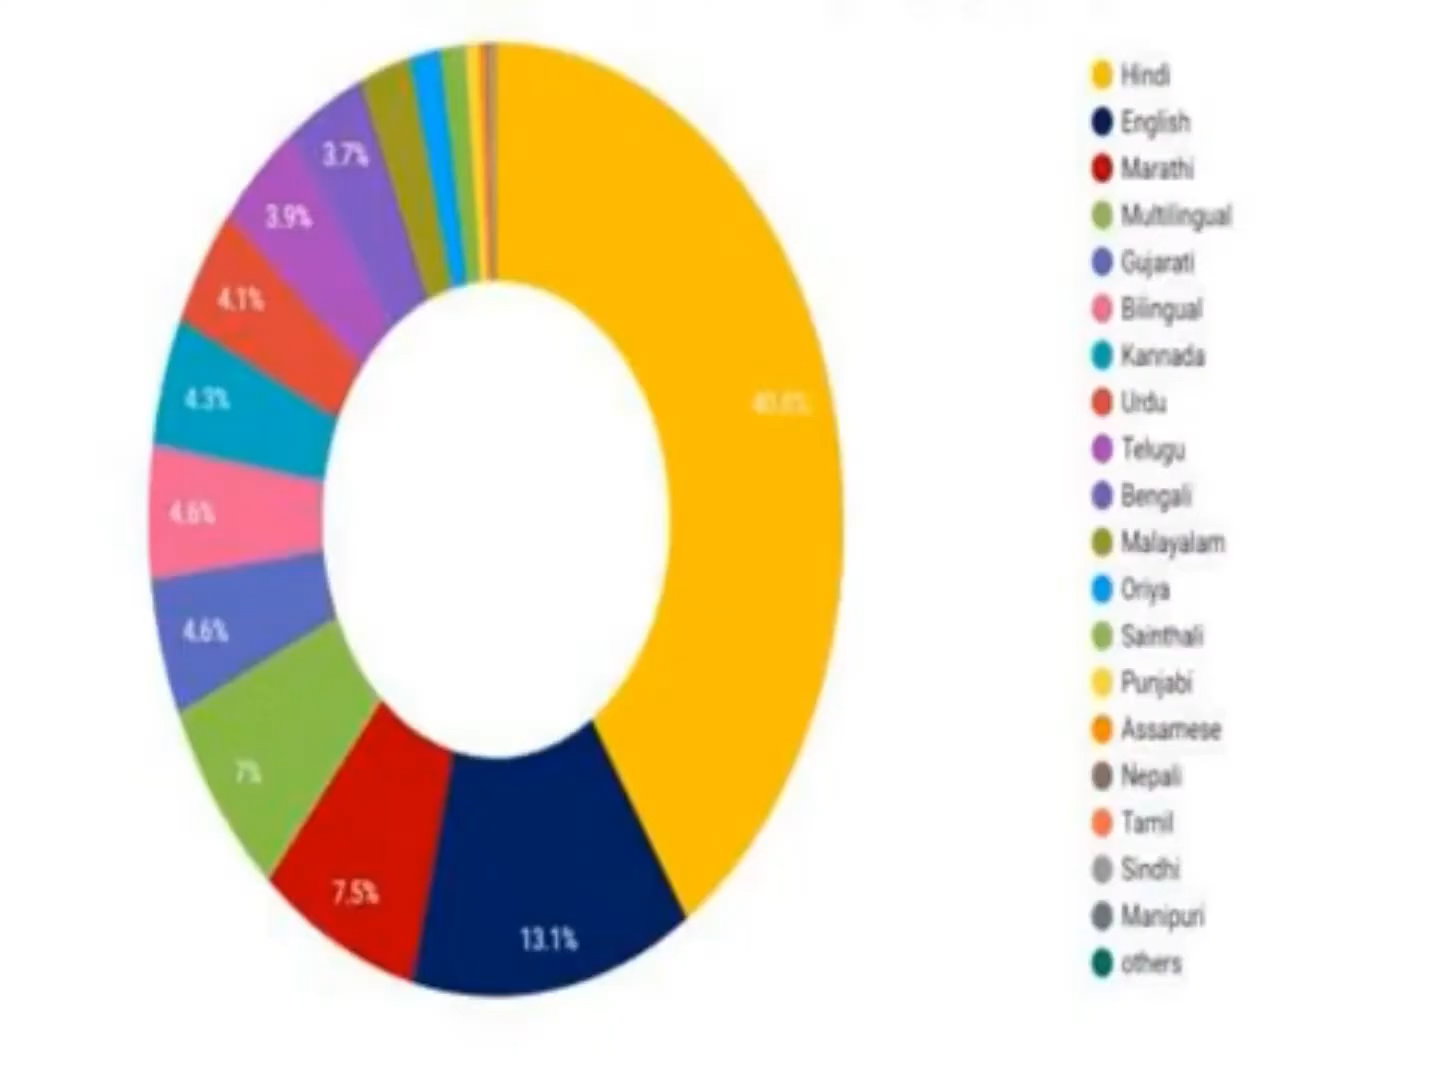 Hindi
English
Marathi
Multilingual
Gujarati
Bilingual
Kannada
Urdu
Telugu
Bengali
Malayalam
Oriya
Sainthali
Punjabi
Assamese
Nepali
Tamil
Sindhi
Manipuri
others
3.7%
3.9%
4.1%
4.3%
4.6%
4.6%
7%
7.5%
13.1%